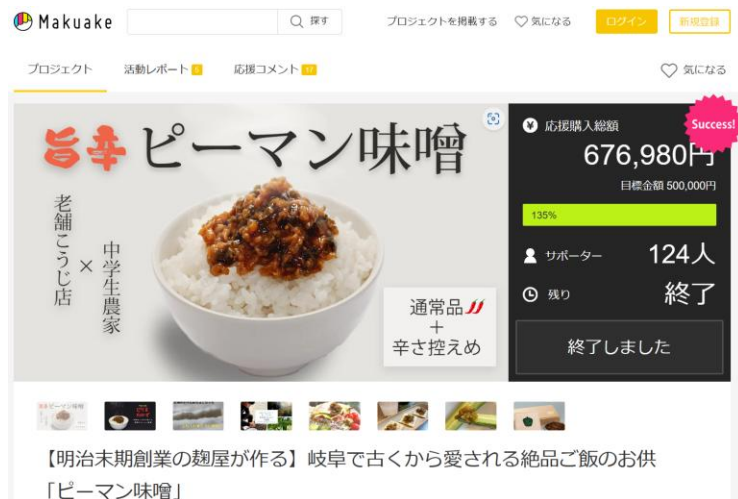 Makuake
探す
プロジェクトを掲載する
気になる
ログイン
新規登録
プロジェクト
活動レポート
応援コメント 17
気になる
旨辛ピーマン味噌
老舗こうじ店
×
中学生農家
通常品
+
辛さ控えめ
Success!
応援購入総額
676,980円
目標金額 500,000円
135%
サポーター
124人
残り
終了
終了しました
【明治末期創業の麹屋が作る】岐阜で古くから愛される絶品ご飯のお供
「ピーマン味噌」